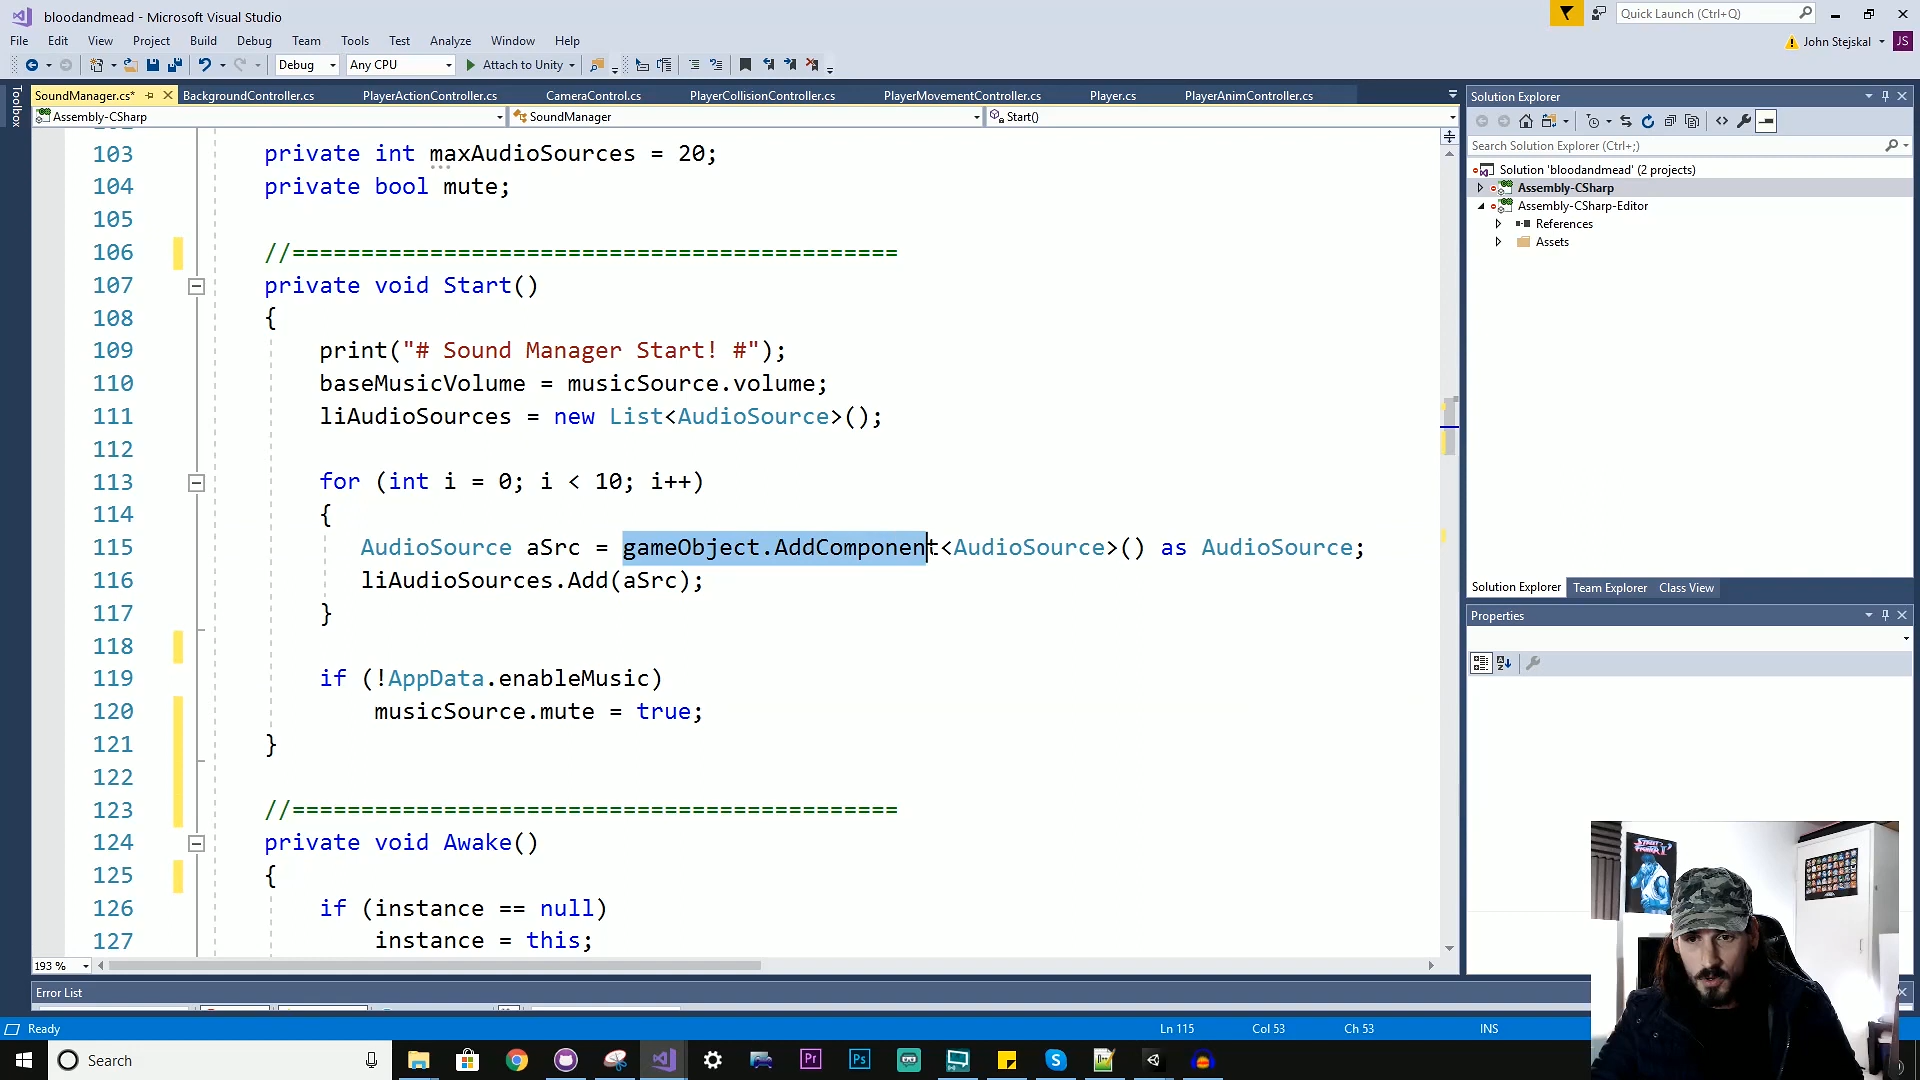 bloodandmead - Microsoft Visual Studio
Quick Launch (Ctrl+Q)
File Edit View Project Build Debug Team Tools Test Analyze Window Help
John Stejskal JS
Debug Any CPU Attach to Unity
Toolbox
SoundManager.cs* BackgroundController.cs PlayerActionController.cs CameraControl.cs PlayerCollisionController.cs PlayerMovementController.cs Player.cs PlayerAnimController.cs
Assembly-CSharp SoundManager Start()
103 private int maxAudioSources = 20;
104 private bool mute;
105
106 //============================================
107 private void Start()
108 {
109 print("# Sound Manager Start! #");
110 baseMusicVolume = musicSource.volume;
111 liAudioSources = new List<AudioSource>();
112
113 for (int i = 0; i < 10; i++)
114 {
115 AudioSource aSrc = gameObject.AddComponent<AudioSource>() as AudioSource;
116 liAudioSources.Add(aSrc);
117 }
118
119 if (!AppData.enableMusic)
120 musicSource.mute = true;
121 }
122
123 //============================================
124 private void Awake()
125 {
126 if (instance == null)
127 instance = this;
193 %
Error List
Ready
Ln 115 Col 53 Ch 53 INS
Solution Explorer
Search Solution Explorer (Ctrl+;)
Solution 'bloodandmead' (2 projects)
Assembly-CSharp
Assembly-CSharp-Editor
References
Assets
Solution Explorer Team Explorer Class View
Properties
Search
Pr Ps